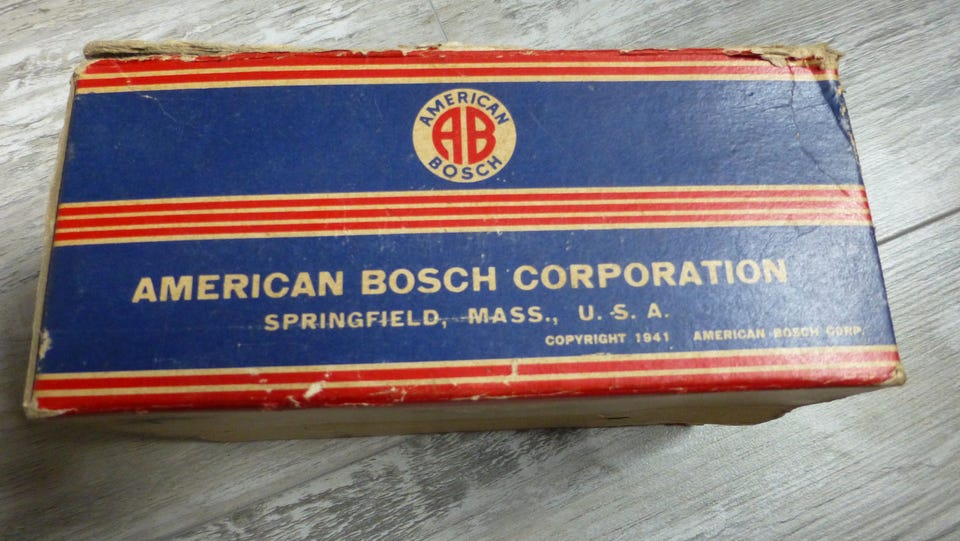 AMERICAN
AB
BOSCH
AMERICAN BOSCH CORPORATION
SPRINGFIELD, MASS., U. S. A.
COPYRIGHT 1941 AMERICAN BOSCH CORP.